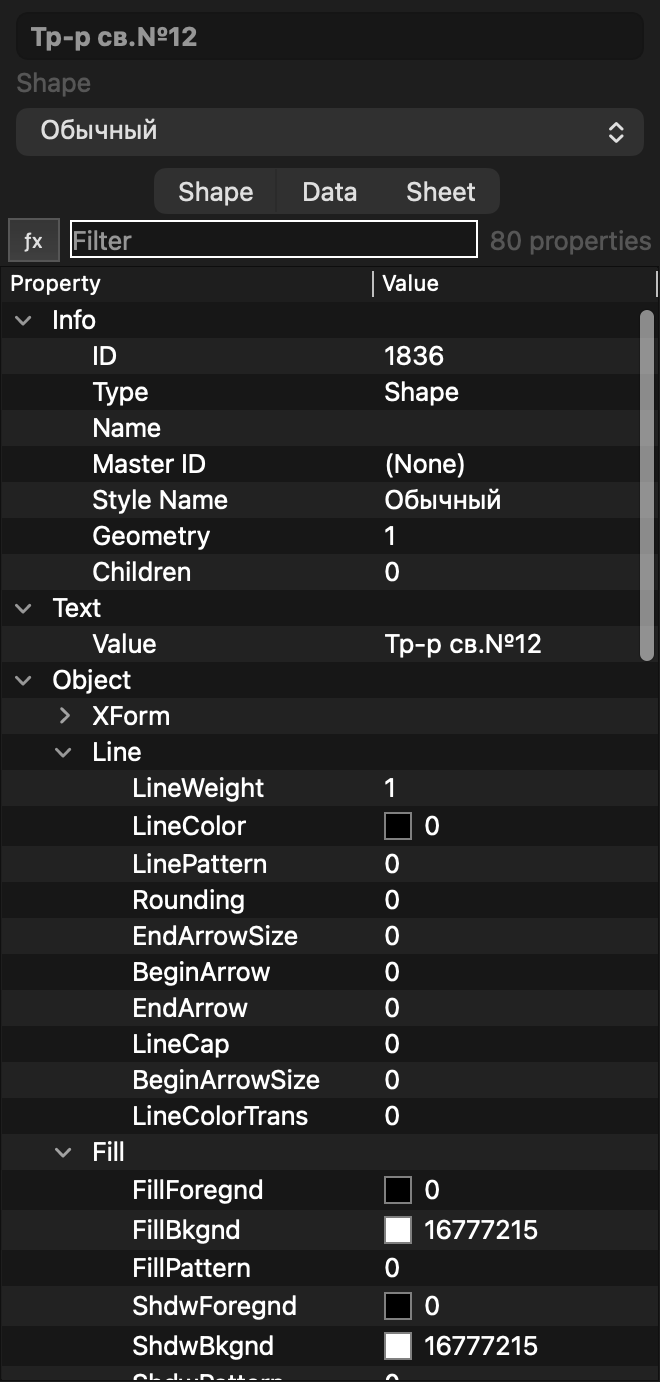 Тр-р св.№12
Shape
Обычный
Shape Data Sheet
ƒx Filter 80 properties
Property Value
Info
ID 1836
Type Shape
Name
Master ID (None)
Style Name Обычный
Geometry 1
Children 0
Text
Value Тр-р св.№12
Object
XForm
Line
LineWeight 1
LineColor 0
LinePattern 0
Rounding 0
EndArrowSize 0
BeginArrow 0
EndArrow 0
LineCap 0
BeginArrowSize 0
LineColorTrans 0
Fill
FillForegnd 0
FillBkgnd 16777215
FillPattern 0
ShdwForegnd 0
ShdwBkgnd 16777215
ShdwPattern 0